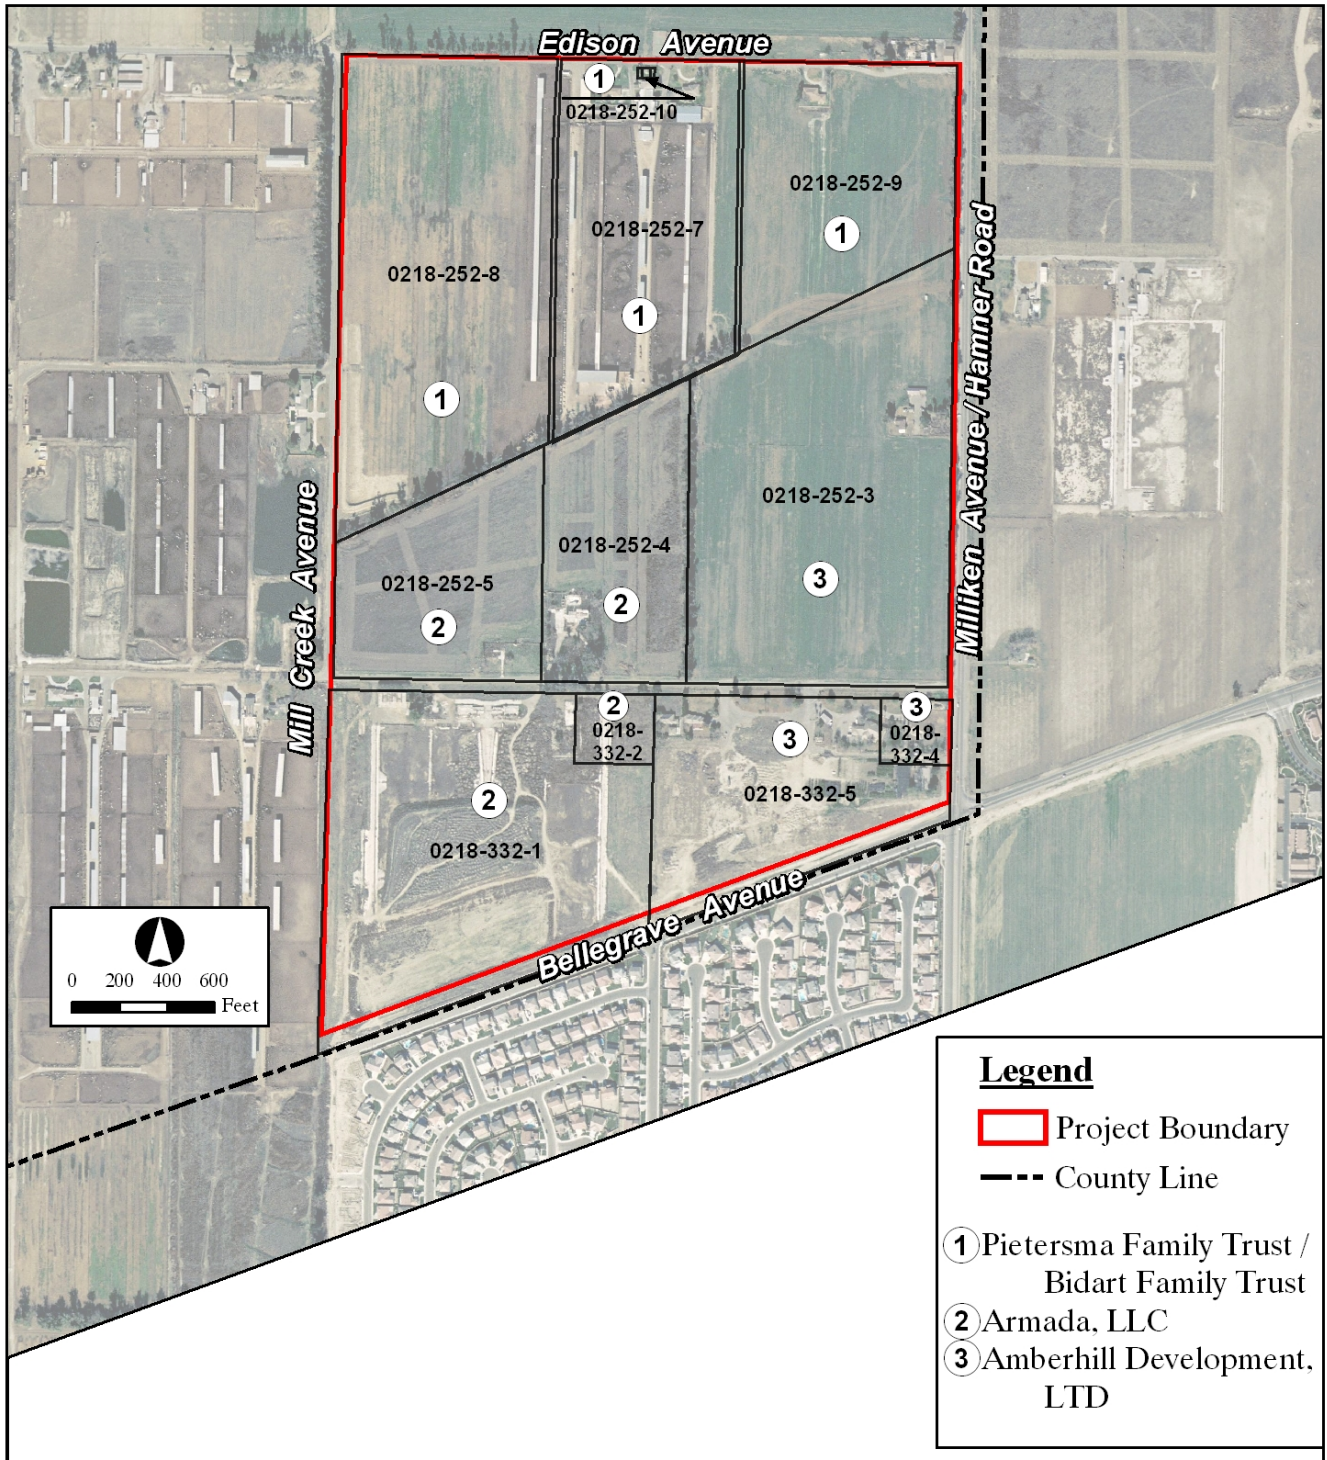 Edison Avenue
1
0218-252-10
0218-252-9
1
0218-252-7
1
0218-252-8
1
Milliken Avenue / Hamner Road
0218-252-3
3
0218-252-4
2
0218-252-5
2
Mill Creek Avenue
2
0218-
332-2
3
0218-
332-4
3
0218-332-5
2
0218-332-1
Bellegrave Avenue
0 200 400 600
Feet
Legend
Project Boundary
County Line
1 Pietersma Family Trust /
Bidart Family Trust
2 Armada, LLC
3 Amberhill Development,
LTD